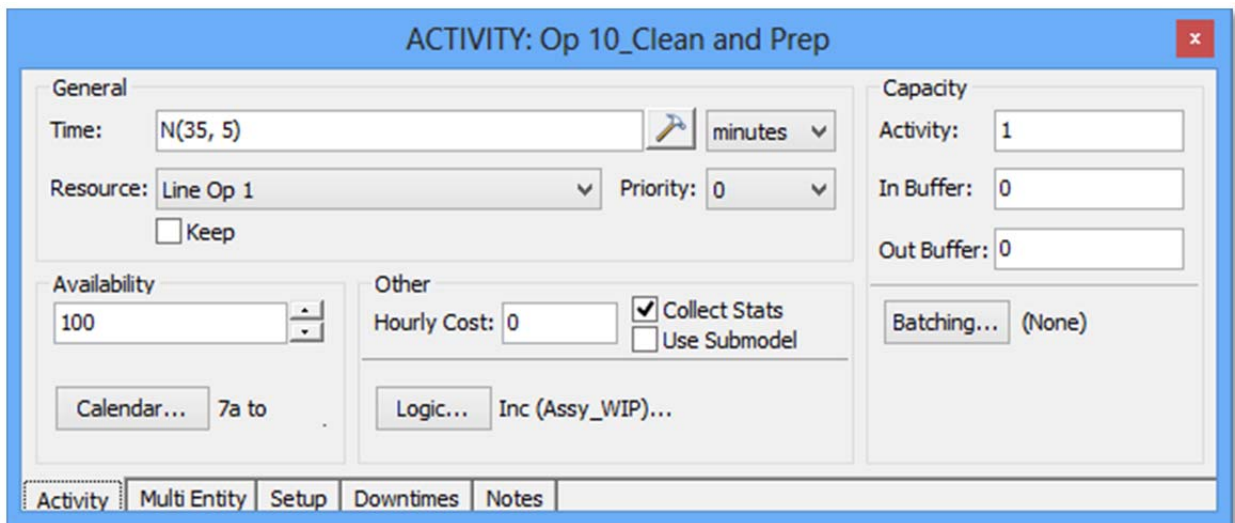 ACTIVITY: Op 10_Clean and Prep
x
General
Time: N(35, 5) minutes
Resource: Line Op 1 Priority: 0
Keep
Capacity
Activity: 1
In Buffer: 0
Out Buffer: 0
Batching... (None)
Availability
100
Calendar... 7a to .
Other
Hourly Cost: 0 Collect Stats
Use Submodel
Logic... Inc (Assy_WIP)...
Activity Multi Entity Setup Downtimes Notes